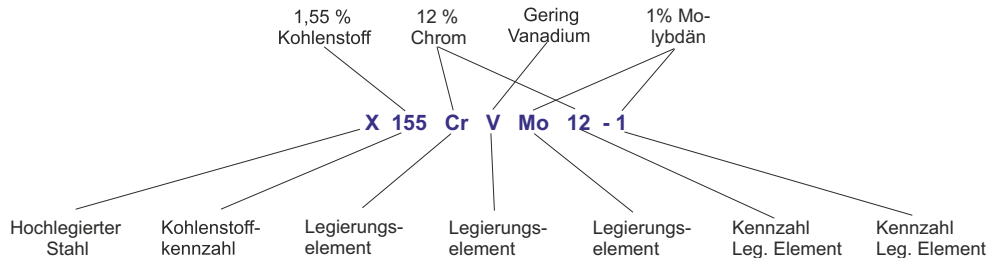 1,55 %
Kohlenstoff
12 %
Chrom
Gering
Vanadium
1% Mo-
lybdän
X 155 Cr V Mo 12 - 1
Hochlegierter
Stahl
Kohlenstoff-
kennzahl
Legierungs-
element
Legierungs-
element
Legierungs-
element
Kennzahl
Leg. Element
Kennzahl
Leg. Element